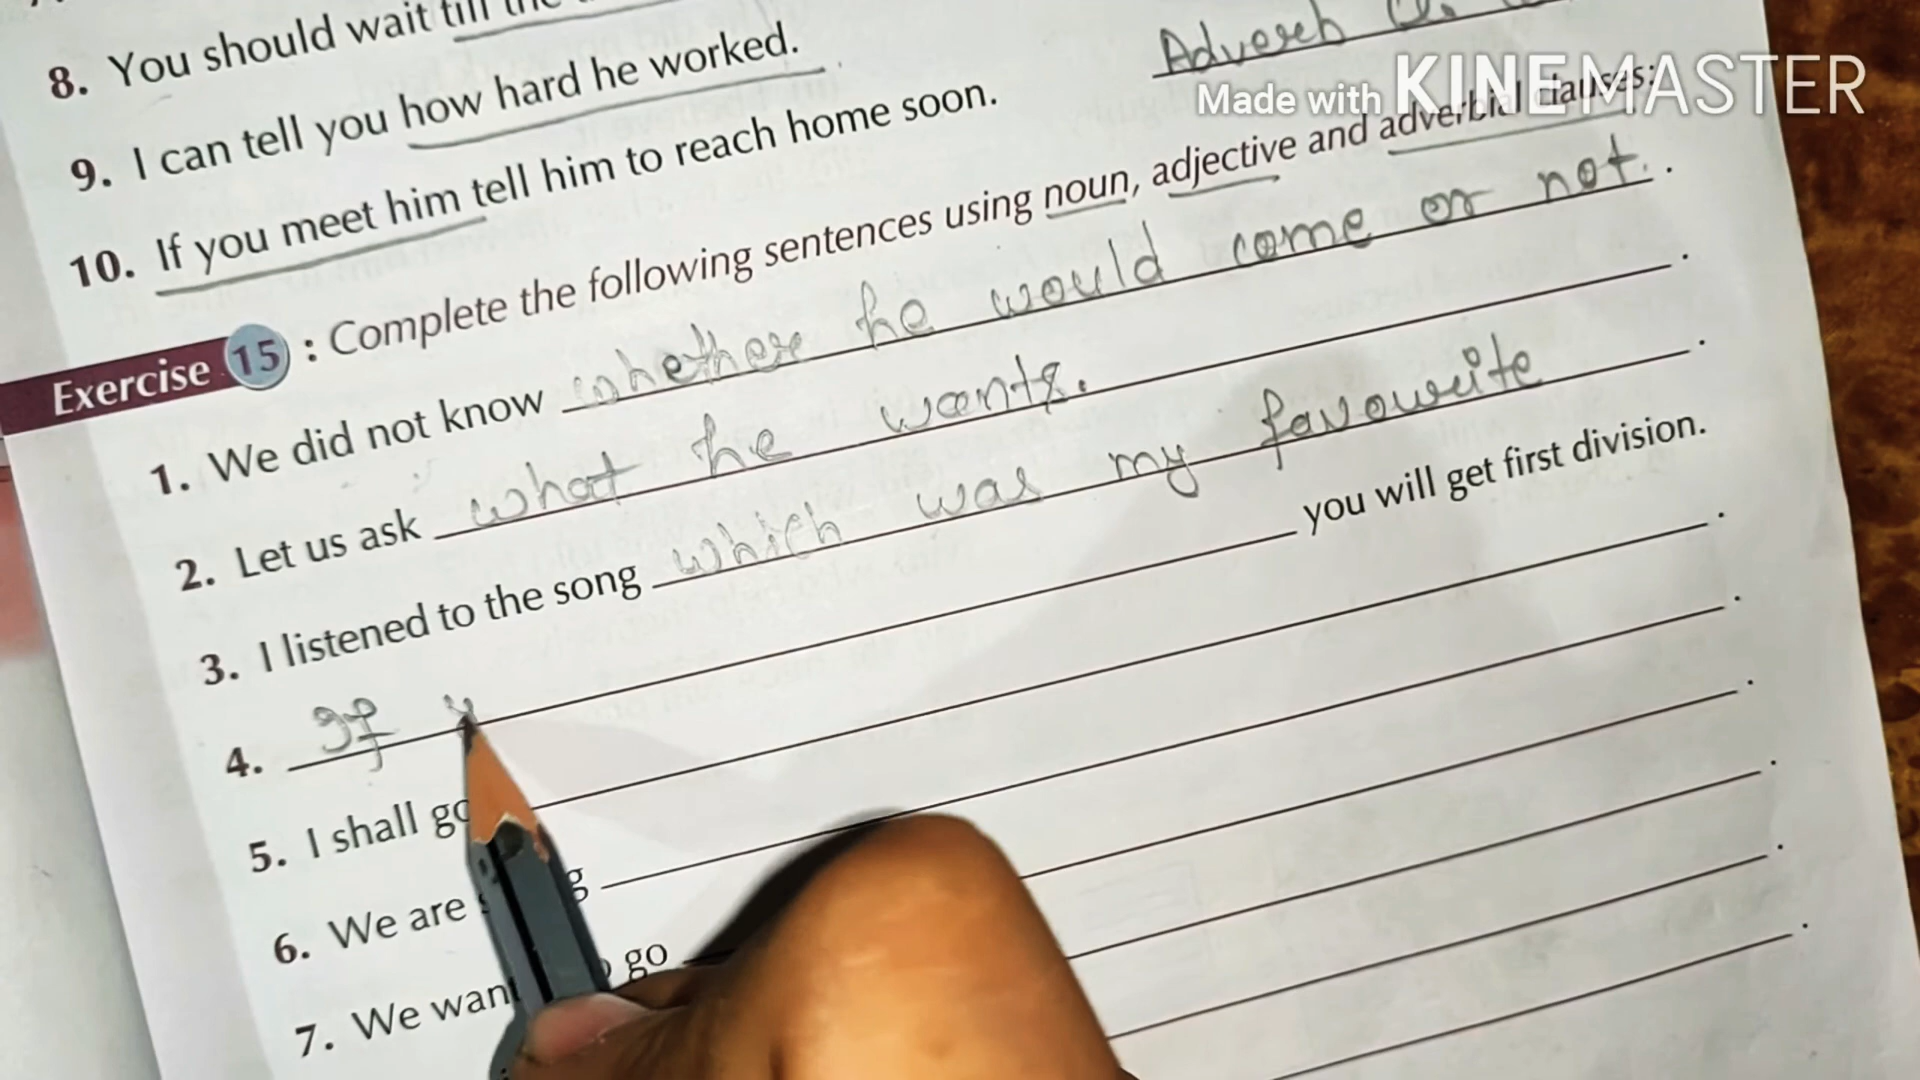 8. You should wait till the
9. I can tell you how hard he worked.
Adverb Cl.
Made with KINEMASTER
10. If you meet him tell him to reach home soon.
Exercise 15 : Complete the following sentences using noun, adjective and adverbial clauses:
1. We did not know whether he would come or not.
2. Let us ask what he wants.
3. I listened to the song which was my favourite.
4. If y you will get first division.
5. I shall go
6. We are
7. We want go